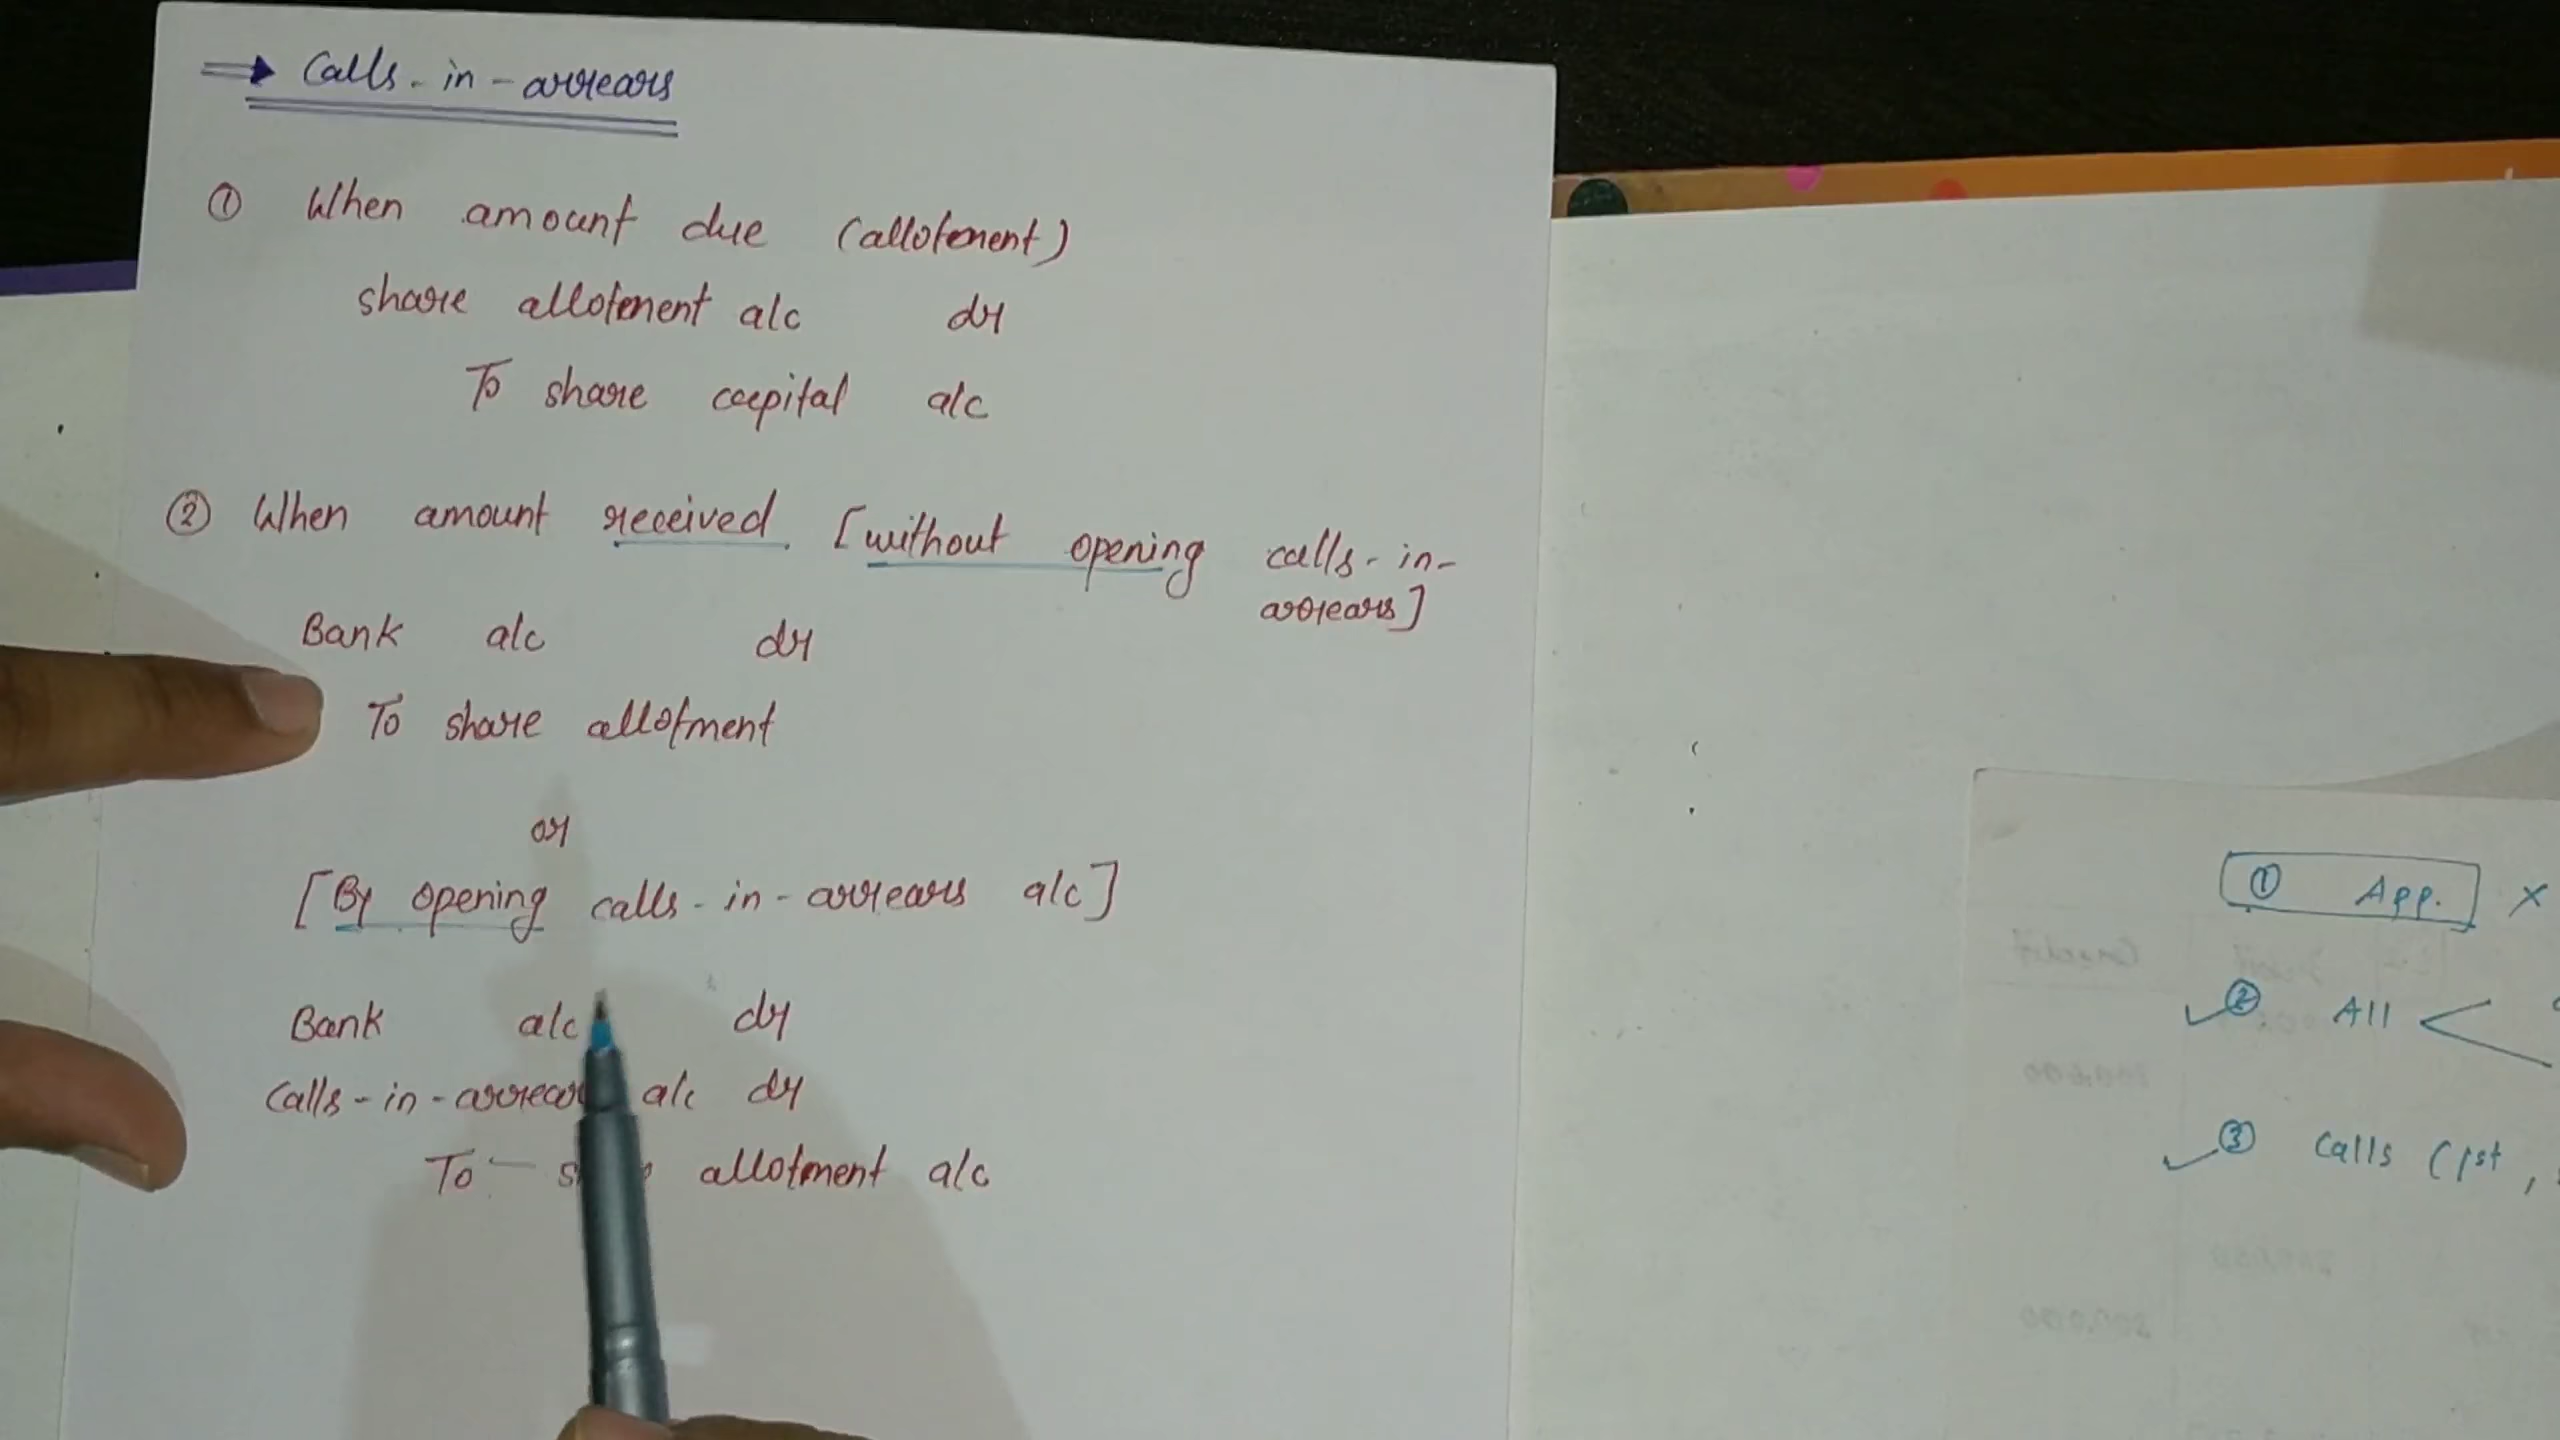 → Calls-in-arrears
① When amount due (allotment)
share allotment a/c dr
To share capital a/c
② When amount received [without opening calls-in-
arrears]
Bank a/c dr
To share allotment
or
[By opening calls-in-arrears a/c]
Bank a/c dr
Calls-in-arrear a/c dr
To allotment a/c
① App. X
② All
③ Calls (1st,